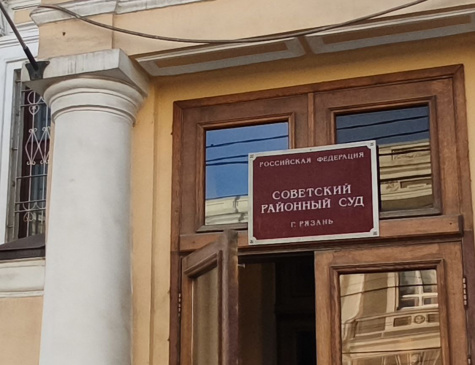 РОССИЙСКАЯ ФЕДЕРАЦИЯ
СОВЕТСКИЙ
РАЙОННЫЙ СУД
Г. РЯЗАНЬ